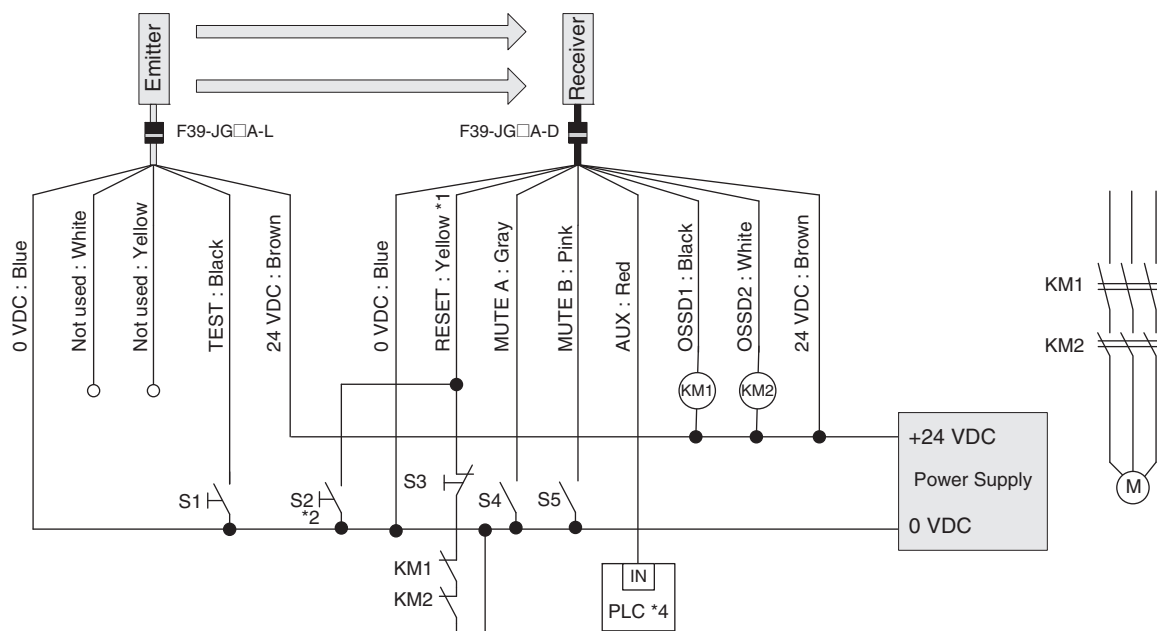 Emitter
Receiver
F39-JG□A-L
F39-JG□A-D
0 VDC : Blue
Not used : White
Not used : Yellow
TEST : Black
24 VDC : Brown
0 VDC : Blue
RESET : Yellow *1
MUTE A : Gray
MUTE B : Pink
AUX : Red
OSSD1 : Black
OSSD2 : White
24 VDC : Brown
KM1
KM2
KM1
KM2
M
+24 VDC
Power Supply
0 VDC
S1
S2
*2
S3
S4
S5
KM1
KM2
IN
PLC *4